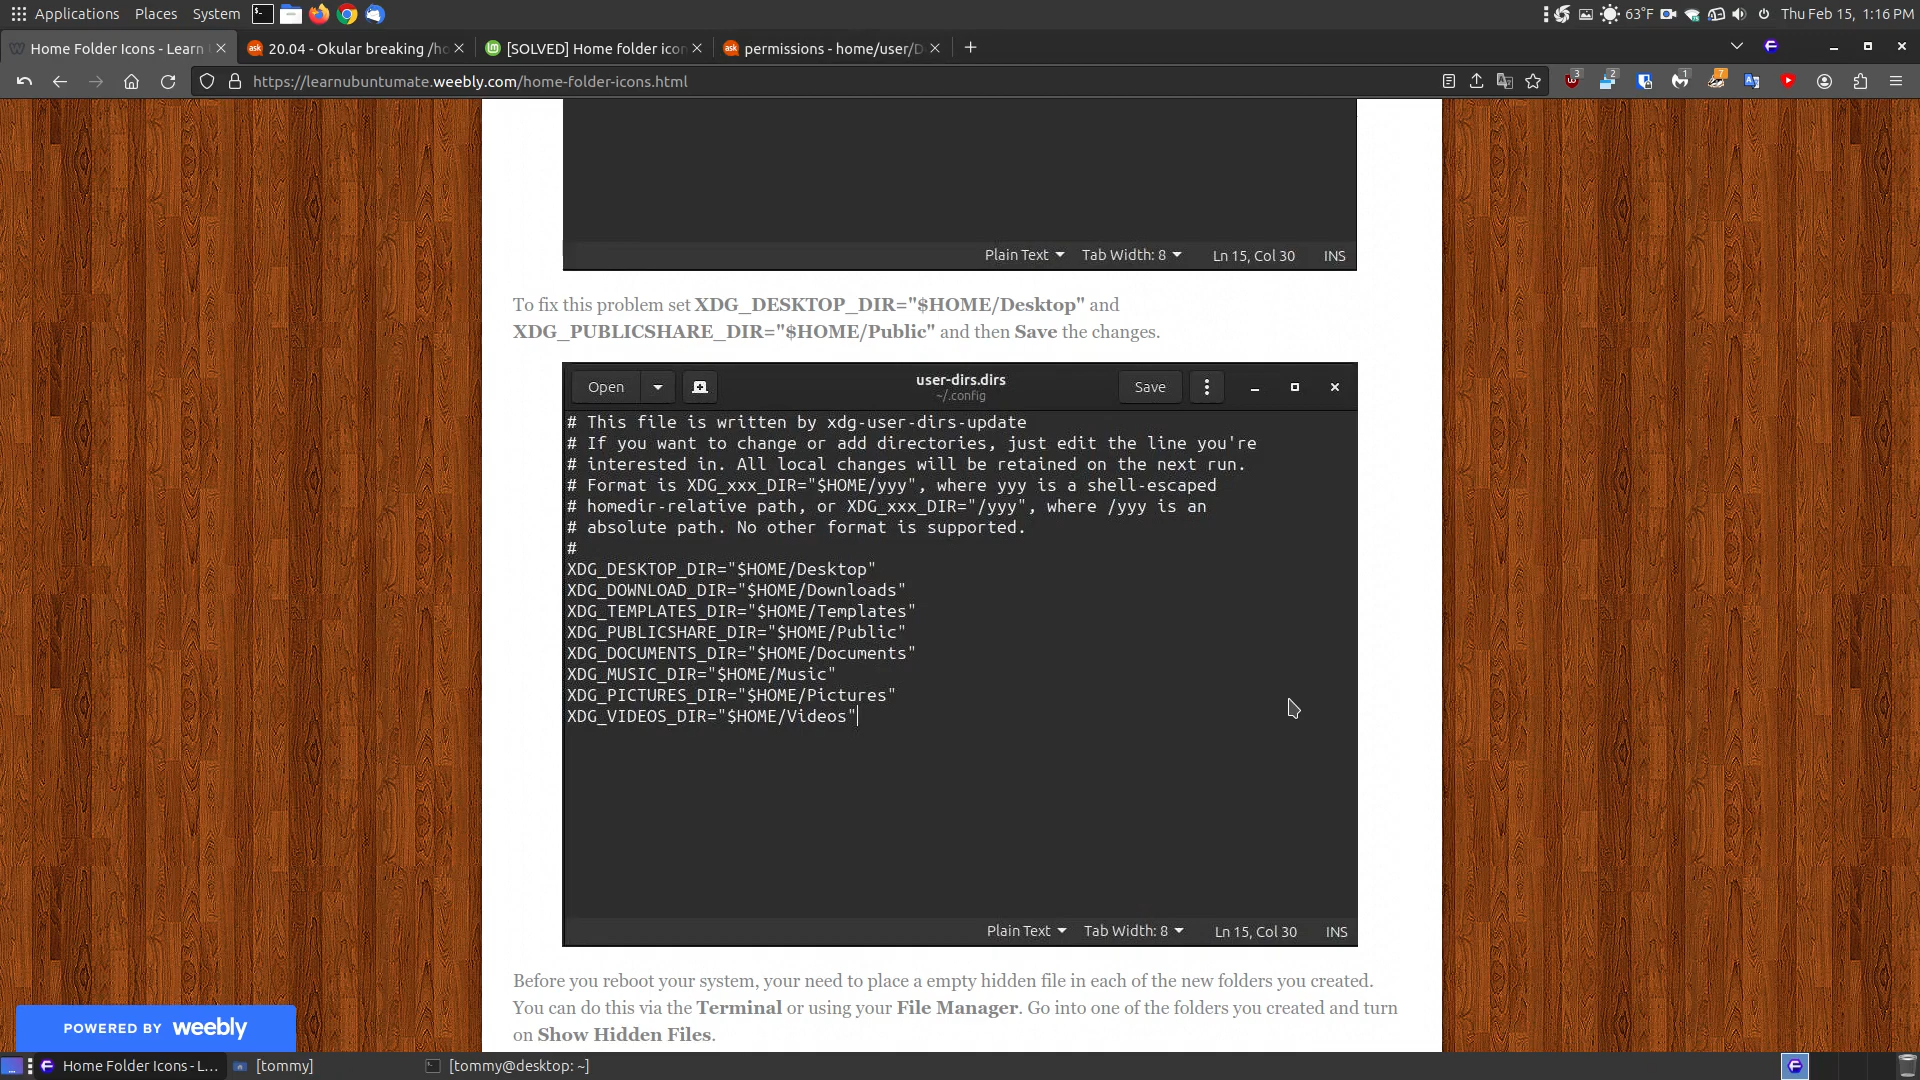 Applications Places System
63°F Thu Feb 15, 1:16 PM
Home Folder Icons - Learn
20.04 - Okular breaking /ho
[SOLVED] Home folder icon
permissions - home/user/D
https://learnubuntumate.weebly.com/home-folder-icons.html
3 2 1 7
Plain Text Tab Width: 8 Ln 15, Col 30 INS
To fix this problem set XDG_DESKTOP_DIR="$HOME/Desktop" and
XDG_PUBLICSHARE_DIR="$HOME/Public" and then Save the changes.
Open user-dirs.dirs Save
~/.config
# This file is written by xdg-user-dirs-update
# If you want to change or add directories, just edit the line you're
# interested in. All local changes will be retained on the next run.
# Format is XDG_xxx_DIR="$HOME/yyy", where yyy is a shell-escaped
# homedir-relative path, or XDG_xxx_DIR="/yyy", where /yyy is an
# absolute path. No other format is supported.
#
XDG_DESKTOP_DIR="$HOME/Desktop"
XDG_DOWNLOAD_DIR="$HOME/Downloads"
XDG_TEMPLATES_DIR="$HOME/Templates"
XDG_PUBLICSHARE_DIR="$HOME/Public"
XDG_DOCUMENTS_DIR="$HOME/Documents"
XDG_MUSIC_DIR="$HOME/Music"
XDG_PICTURES_DIR="$HOME/Pictures"
XDG_VIDEOS_DIR="$HOME/Videos"
Plain Text Tab Width: 8 Ln 15, Col 30 INS
Before you reboot your system, your need to place a empty hidden file in each of the new folders you created.
You can do this via the Terminal or using your File Manager. Go into one of the folders you created and turn
on Show Hidden Files.
POWERED BY weebly
Home Folder Icons - L... [tommy] [tommy@desktop: ~]